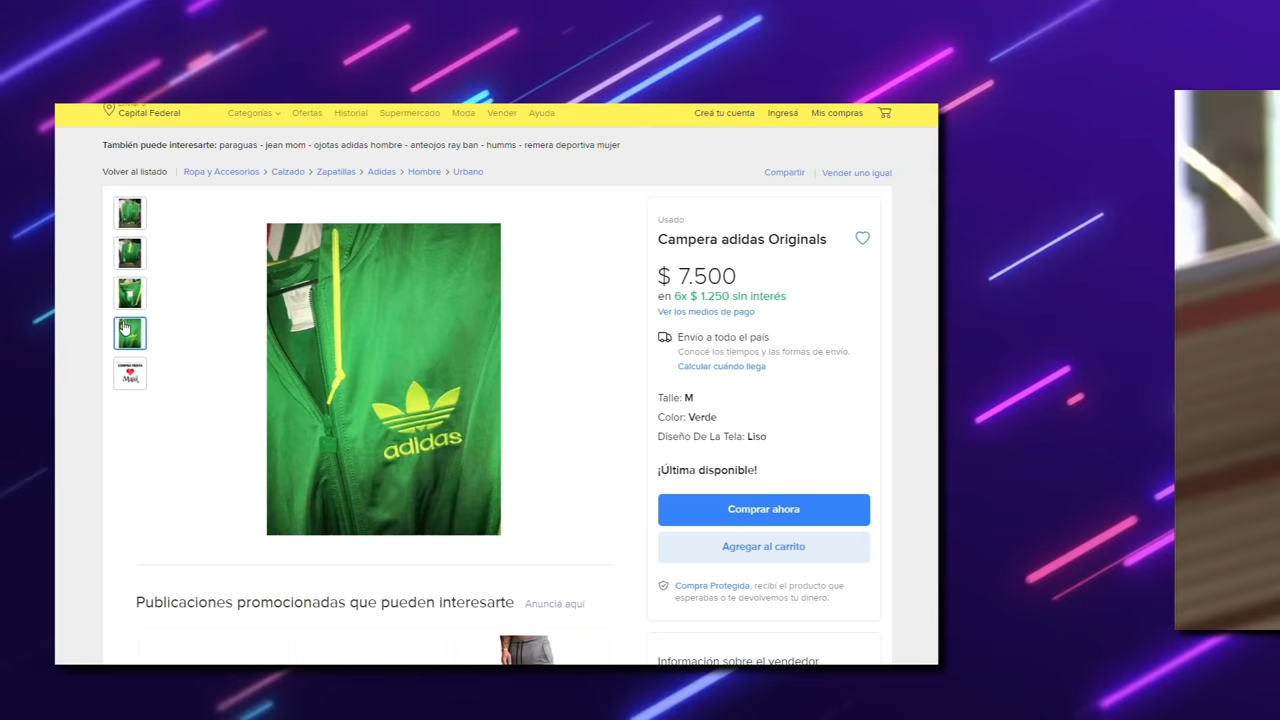 Capital Federal
Categorías Ofertas Historial Supermercado Moda Vender Ayuda
Creá tu cuenta Ingresá Mis compras
También puede interesarte: paraguas - jean mom - ojotas adidas hombre - anteojos ray ban - humms - remera deportiva mujer
Volver al listado | Ropa y Accesorios > Calzado > Zapatillas > Adidas > Hombre > Urbano
Compartir | Vender uno igual
adidas
Usado
Campera adidas Originals
$ 7.500
en 6x $ 1.250 sin interés
Ver los medios de pago
Envío a todo el país
Conocé los tiempos y las formas de envío.
Calcular cuándo llega
Talle: M
Color: Verde
Diseño De La Tela: Liso
¡Última disponible!
Comprar ahora
Agregar al carrito
Compra Protegida, recibí el producto que
esperabas o te devolvemos tu dinero.
Publicaciones promocionadas que pueden interesarte Anunciá aquí
Información sobre el vendedor